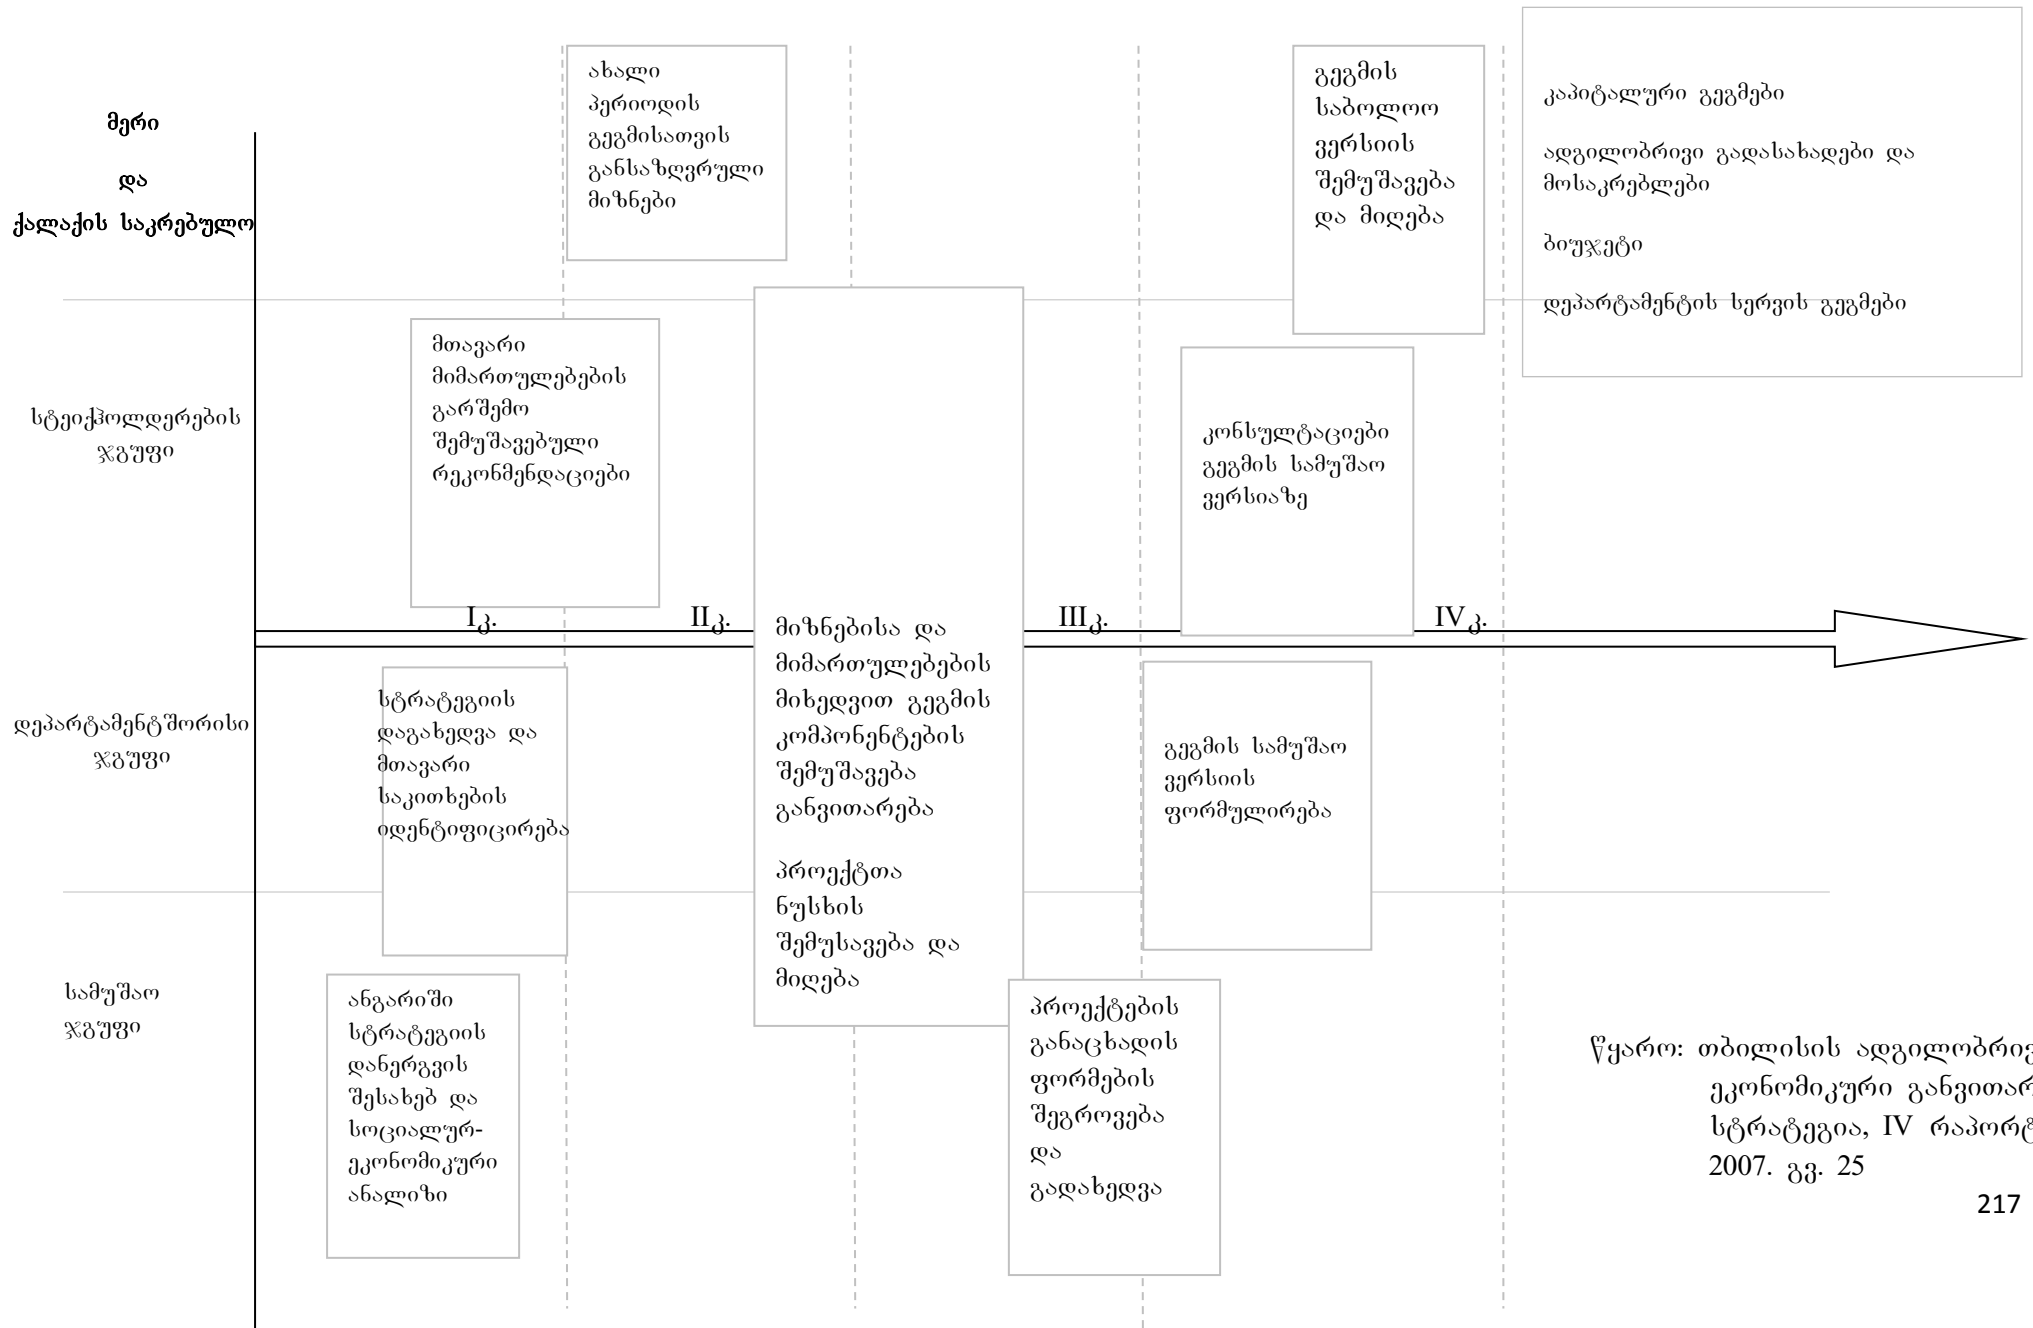 მერი
და
ქალაქის საკრებულო
ახალი
პერიოდის
გეგმისათვის
განსაზღვრული
მიზნები
გეგმის
საბოლოო
ვერსიის
შემუშავება
და მიღება
კაპიტალური გეგმები
ადგილობრივი გადასახადები და
მოსაკრებლები
ბიუჯეტი
დეპარტამენტის სერვის გეგმები
სტეიქჰოლდერების
ჯგუფი
მთავარი
მიმართულებების
გარშემო
შემუშავებული
რეკონმენდაციები
კონსულტაციები
გეგმის სამუშაო
ვერსიაზე
Iკ.
IIკ.
IIIკ.
IVკ.
დეპარტამენტშორისი
ჯგუფი
სტრატეგიის
დაგახედვა და
მთავარი
საკითხების
იდენტიფიცირება
მიზნებისა და
მიმართულებების
მიხედვით გეგმის
კომპონენტების
შემუშავება
განვითარება
პროექტთა
ნუსხის
შემუსავება და
მიღება
გეგმის სამუშაო
ვერსიის
ფორმულირება
სამუშაო
ჯგუფი
ანგარიში
სტრატეგიის
დანერგვის
შესახებ და
სოციალურ-
ეკონომიკური
ანალიზი
პროექტების
განაცხადის
ფორმების
შეგროვება
და
გადახედვა
წყარო: თბილისის ადგილობრივ
ეკონომიკური განვითარ
სტრატეგია, IV რაპორტ
2007. გვ. 25
217